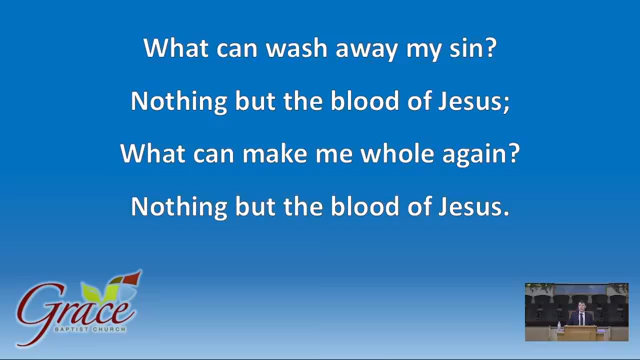 What can wash away my sin?
Nothing but the blood of Jesus;
What can make me whole again?
Nothing but the blood of Jesus.
Grace
BAPTIST CHURCH